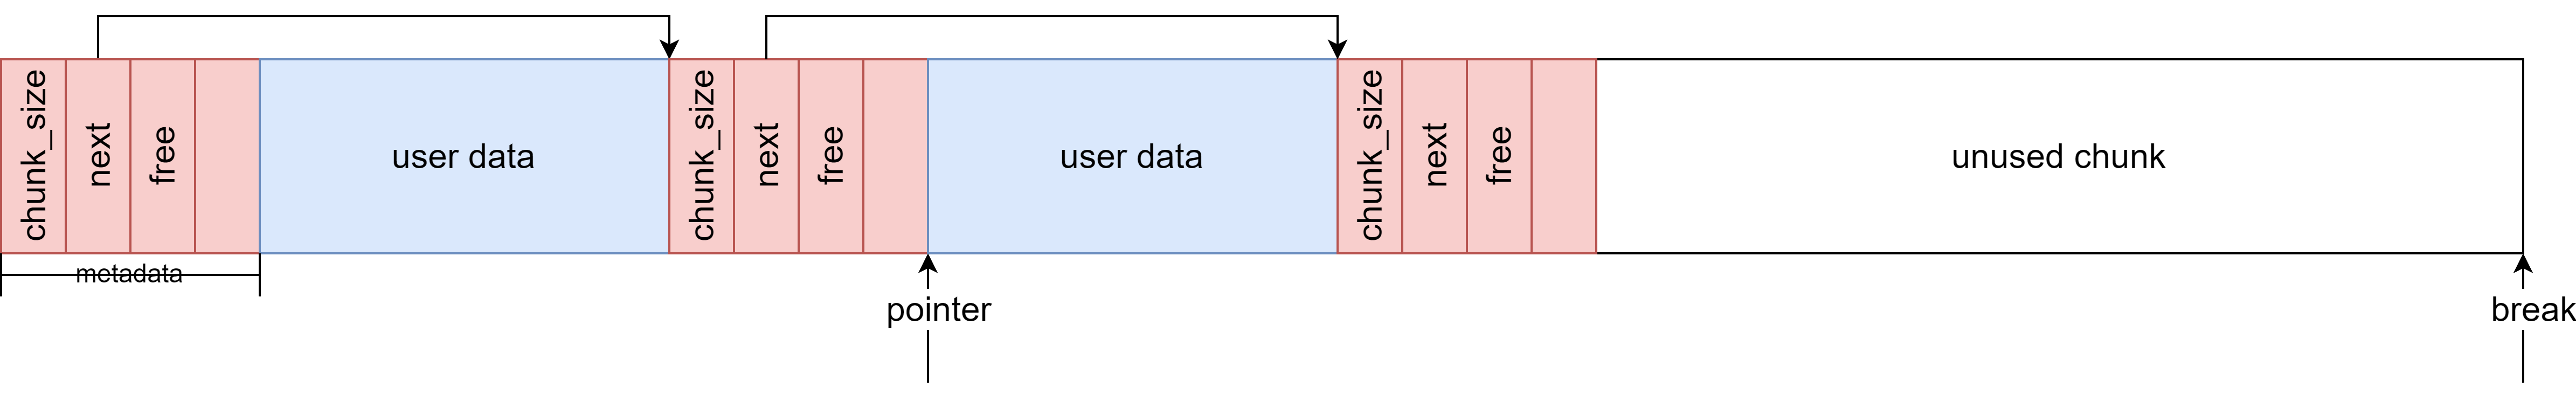 chunk_size
next
free
user data
chunk_size
next
free
user data
chunk_size
next
free
unused chunk
metadata
pointer
break